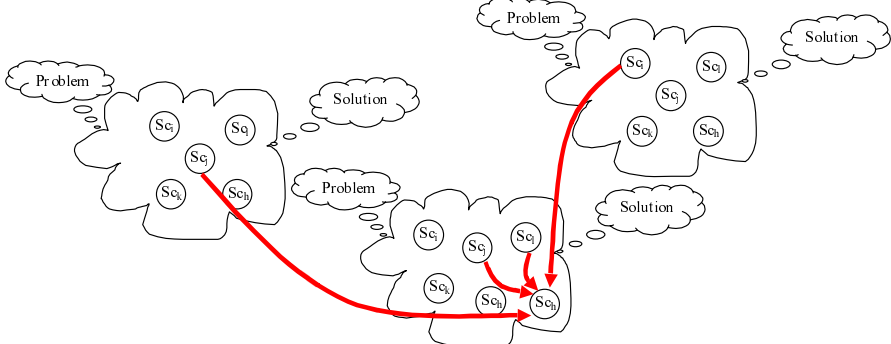 Problem
Solution
Sc_i
Sc_l
Sc_j
Sc_k
Sc_h
Problem
Solution
Sc_i
Sc_l
Sc_j
Sc_k
Sc_h
Problem
Solution
Sc_i
Sc_j
Sc_l
Sc_k
Sc_h
Sc_h